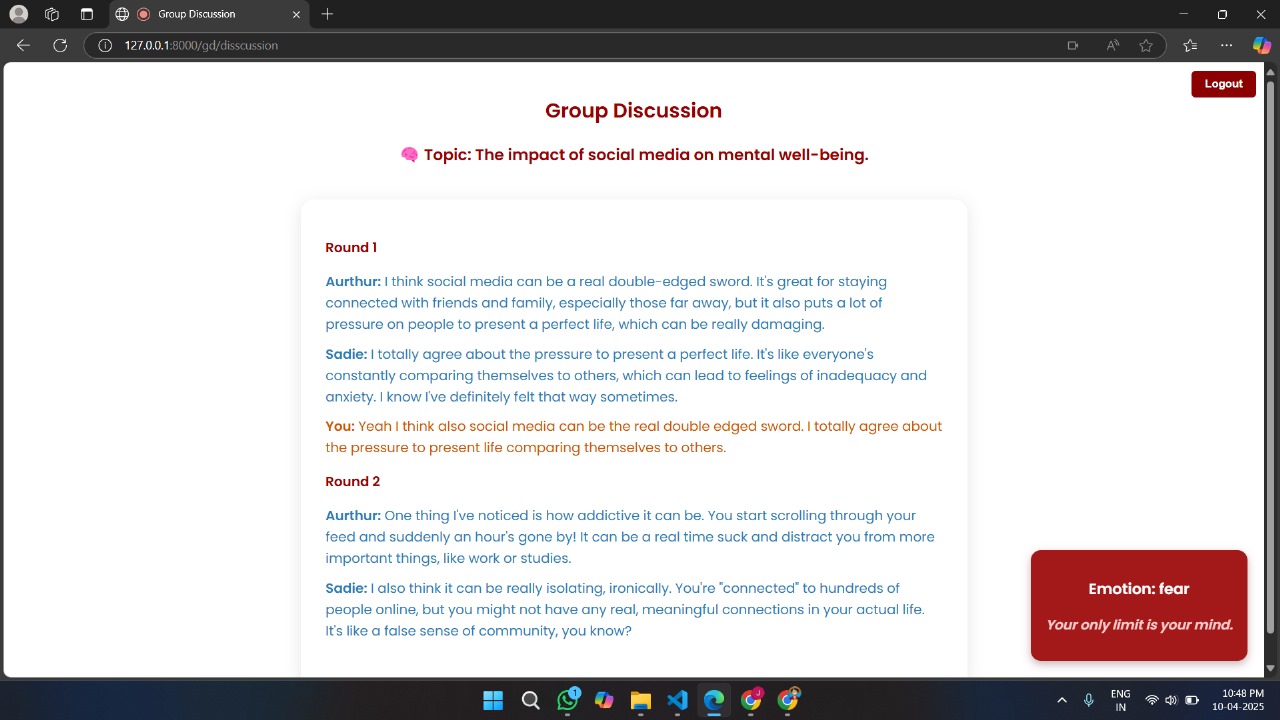 Group Discussion
127.0.0.1:8000/gd/disscussion
Logout
Group Discussion
🧠 Topic: The impact of social media on mental well-being.
Round 1
Aurthur: I think social media can be a real double-edged sword. It's great for staying
connected with friends and family, especially those far away, but it also puts a lot of
pressure on people to present a perfect life, which can be really damaging.
Sadie: I totally agree about the pressure to present a perfect life. It's like everyone's
constantly comparing themselves to others, which can lead to feelings of inadequacy and
anxiety. I know I've definitely felt that way sometimes.
You: Yeah I think also social media can be the real double edged sword. I totally agree about
the pressure to present life comparing themselves to others.
Round 2
Aurthur: One thing I've noticed is how addictive it can be. You start scrolling through your
feed and suddenly an hour's gone by! It can be a real time suck and distract you from more
important things, like work or studies.
Sadie: I also think it can be really isolating, ironically. You're "connected" to hundreds of
people online, but you might not have any real, meaningful connections in your actual life.
It's like a false sense of community, you know?
Emotion: fear
Your only limit is your mind.
1
J
ENG
IN
10:48 PM
10-04-2025